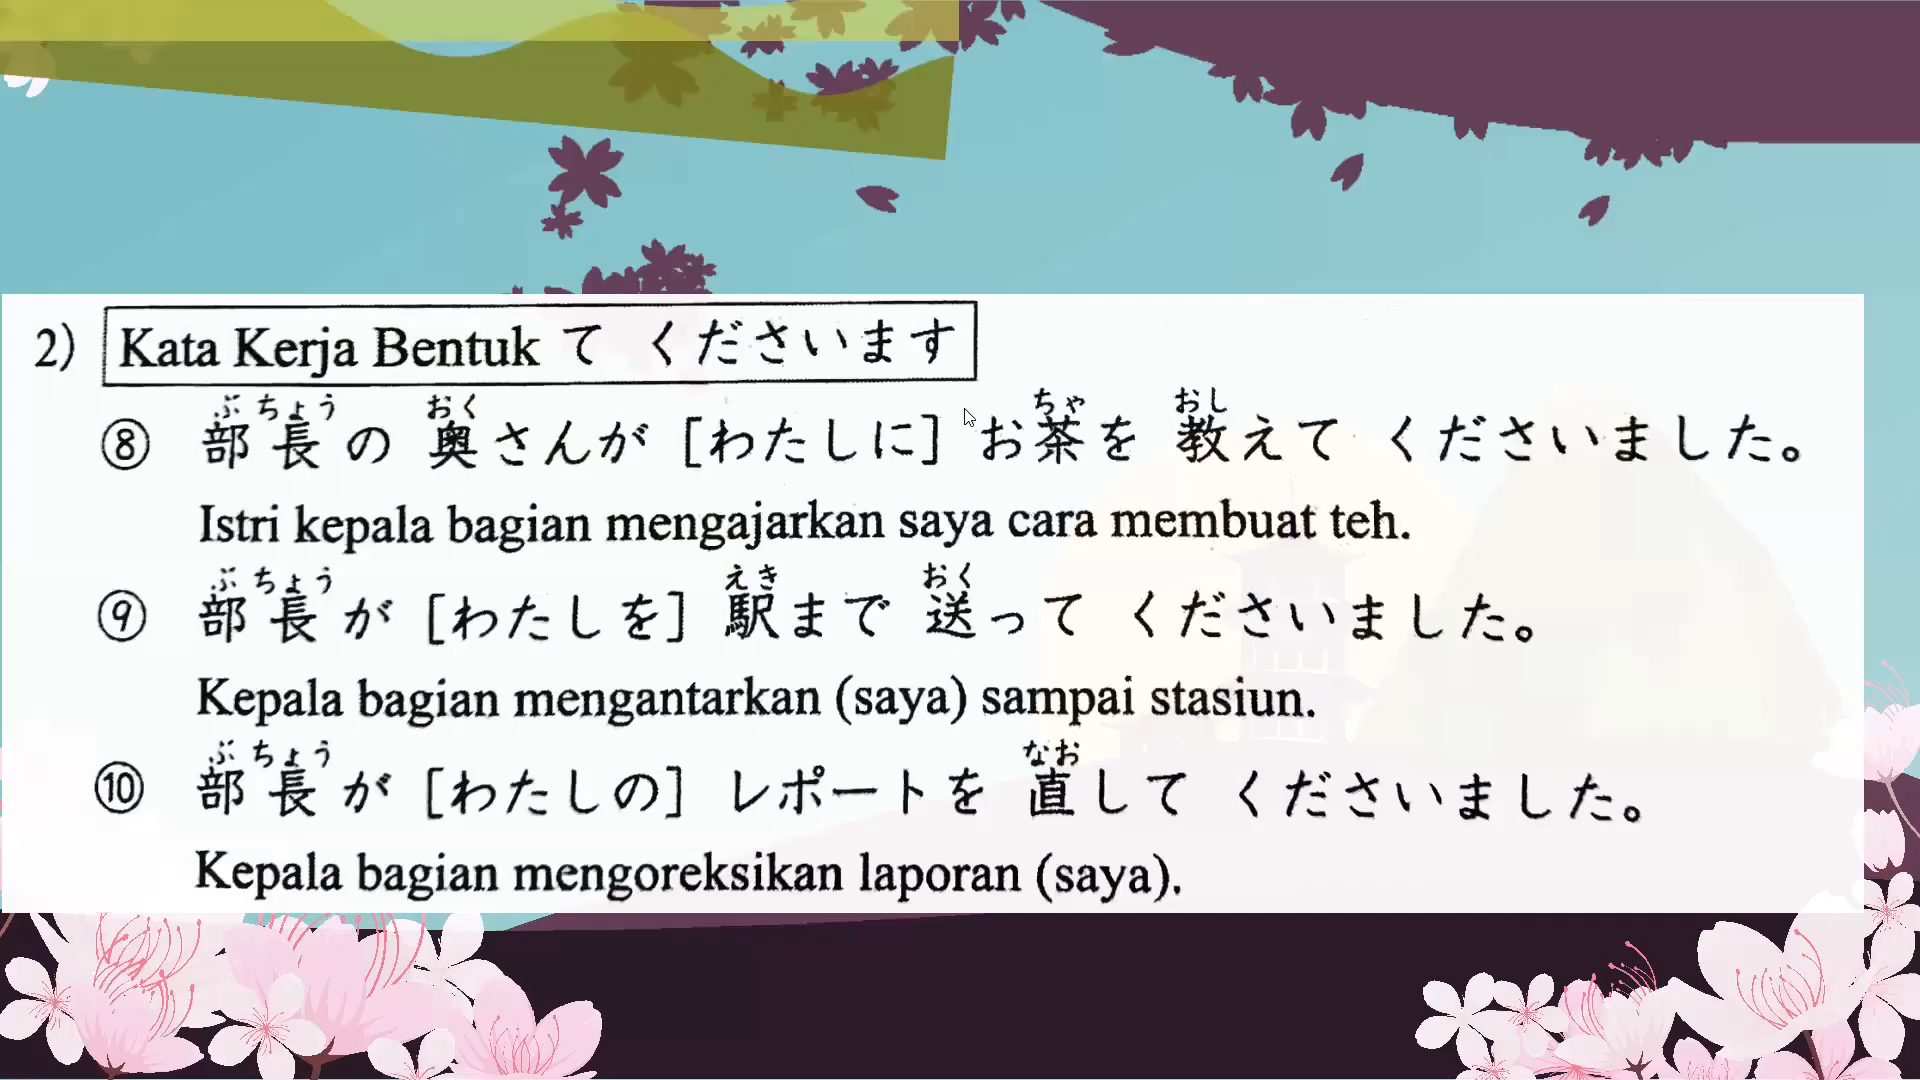 2) Kata Kerja Bentuk て くださいます
ぶちょう おく ちゃ おし
⑧ 部長の 奥さんが [わたしに] お茶を 教えて くださいました。
Istri kepala bagian mengajarkan saya cara membuat teh.
ぶちょう えき おく
⑨ 部長が [わたしを] 駅まで 送って くださいました。
Kepala bagian mengantarkan (saya) sampai stasiun.
ぶちょう なお
⑩ 部長が [わたしの] レポートを 直して くださいました。
Kepala bagian mengoreksikan laporan (saya).